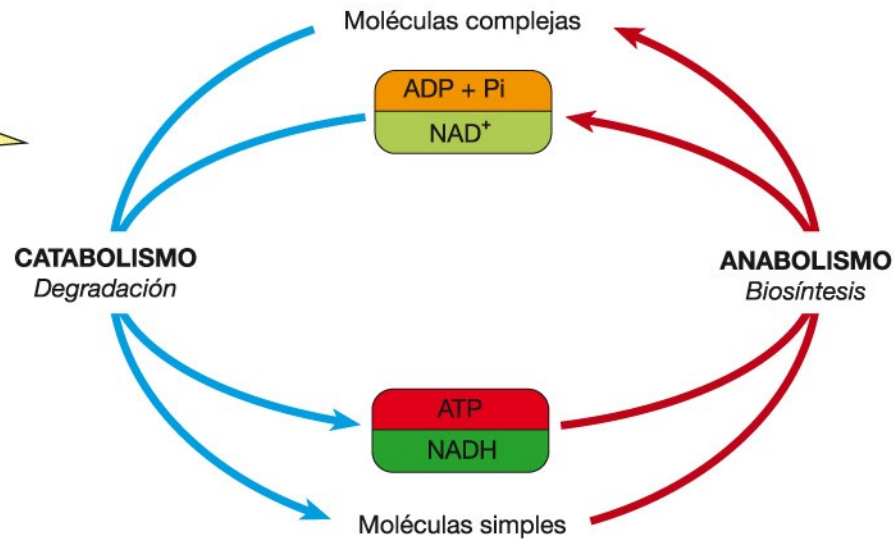 Moléculas complejas
ADP + Pi
NAD⁺
CATABOLISMO
Degradación
ANABOLISMO
Biosíntesis
ATP
NADH
Moléculas simples